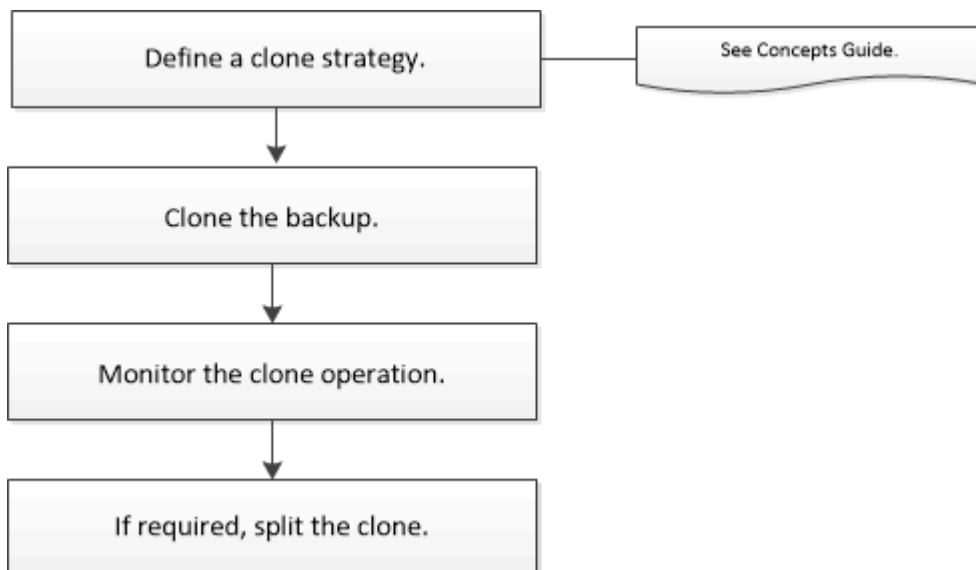 Define a clone strategy.
See Concepts Guide.
Clone the backup.
Monitor the clone operation.
If required, split the clone.